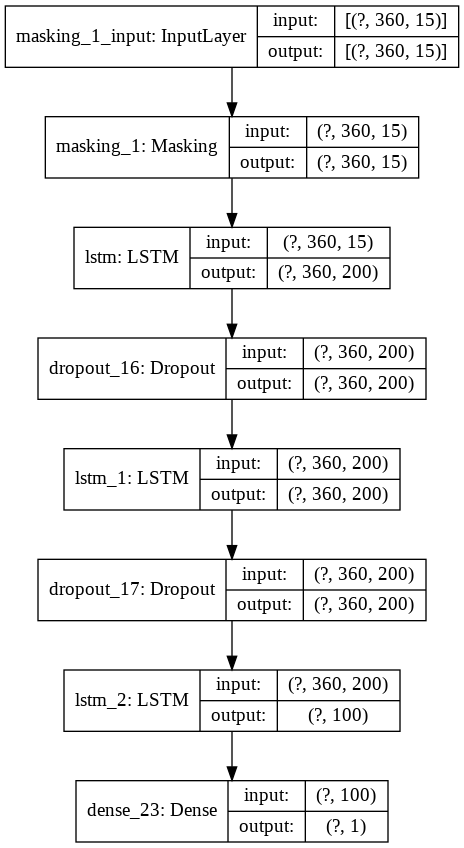 masking_1_input: InputLayer
input: [(?, 360, 15)]
output: [(?, 360, 15)]
masking_1: Masking
input: (?, 360, 15)
output: (?, 360, 15)
lstm: LSTM
input: (?, 360, 15)
output: (?, 360, 200)
dropout_16: Dropout
input: (?, 360, 200)
output: (?, 360, 200)
lstm_1: LSTM
input: (?, 360, 200)
output: (?, 360, 200)
dropout_17: Dropout
input: (?, 360, 200)
output: (?, 360, 200)
lstm_2: LSTM
input: (?, 360, 200)
output: (?, 100)
dense_23: Dense
input: (?, 100)
output: (?, 1)